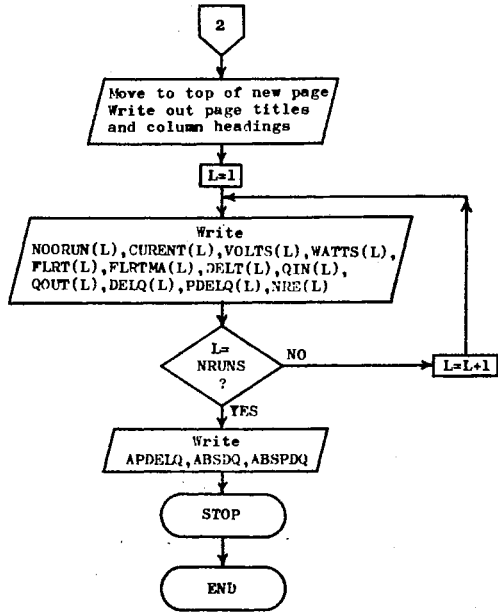 2
Move to top of new page
Write out page titles
and column headings
L=1
Write
NOORUN(L),CURENT(L),VOLTS(L),WATTS(L),
FLRT(L),FLRTMA(L),DELT(L),QIN(L),
QOUT(L),DELQ(L),PDELQ(L),NRE(L)
L=
NRUNS
?
NO
L=L+1
YES
Write
APDELQ,ABSDQ,ABSPDQ
STOP
END